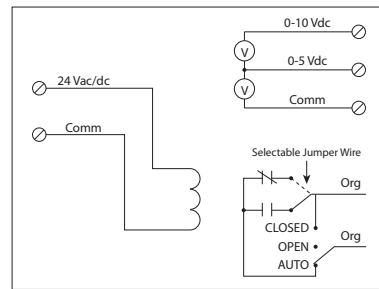 0-10 Vdc
V
24 Vac/dc
0-5 Vdc
V
Comm
Comm
Selectable Jumper Wire
Org
CLOSED
OPEN
Org
AUTO